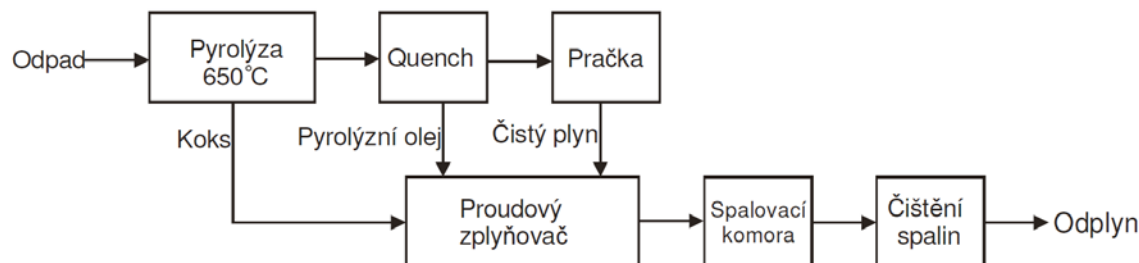 Odpad
Pyrolýza
650°C
Quench
Pračka
Koks
Pyrolýzní olej
Čistý plyn
Proudový
zplyňovač
Spalovací
komora
Čištění
spalin
Odplyn